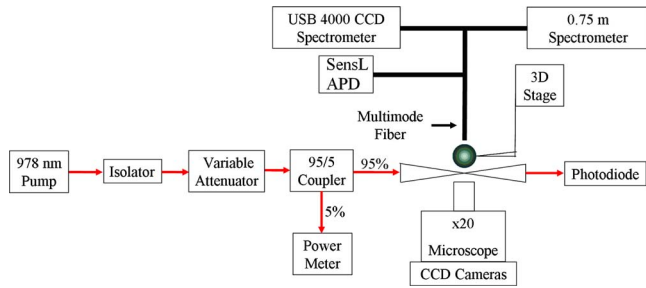 USB 4000 CCD
Spectrometer
0.75 m
Spectrometer
SensL
APD
3D
Stage
Multimode
Fiber
978 nm
Pump
Isolator
Variable
Attenuator
95/5
Coupler
95%
Photodiode
5%
x20
Microscope
Power
Meter
CCD Cameras